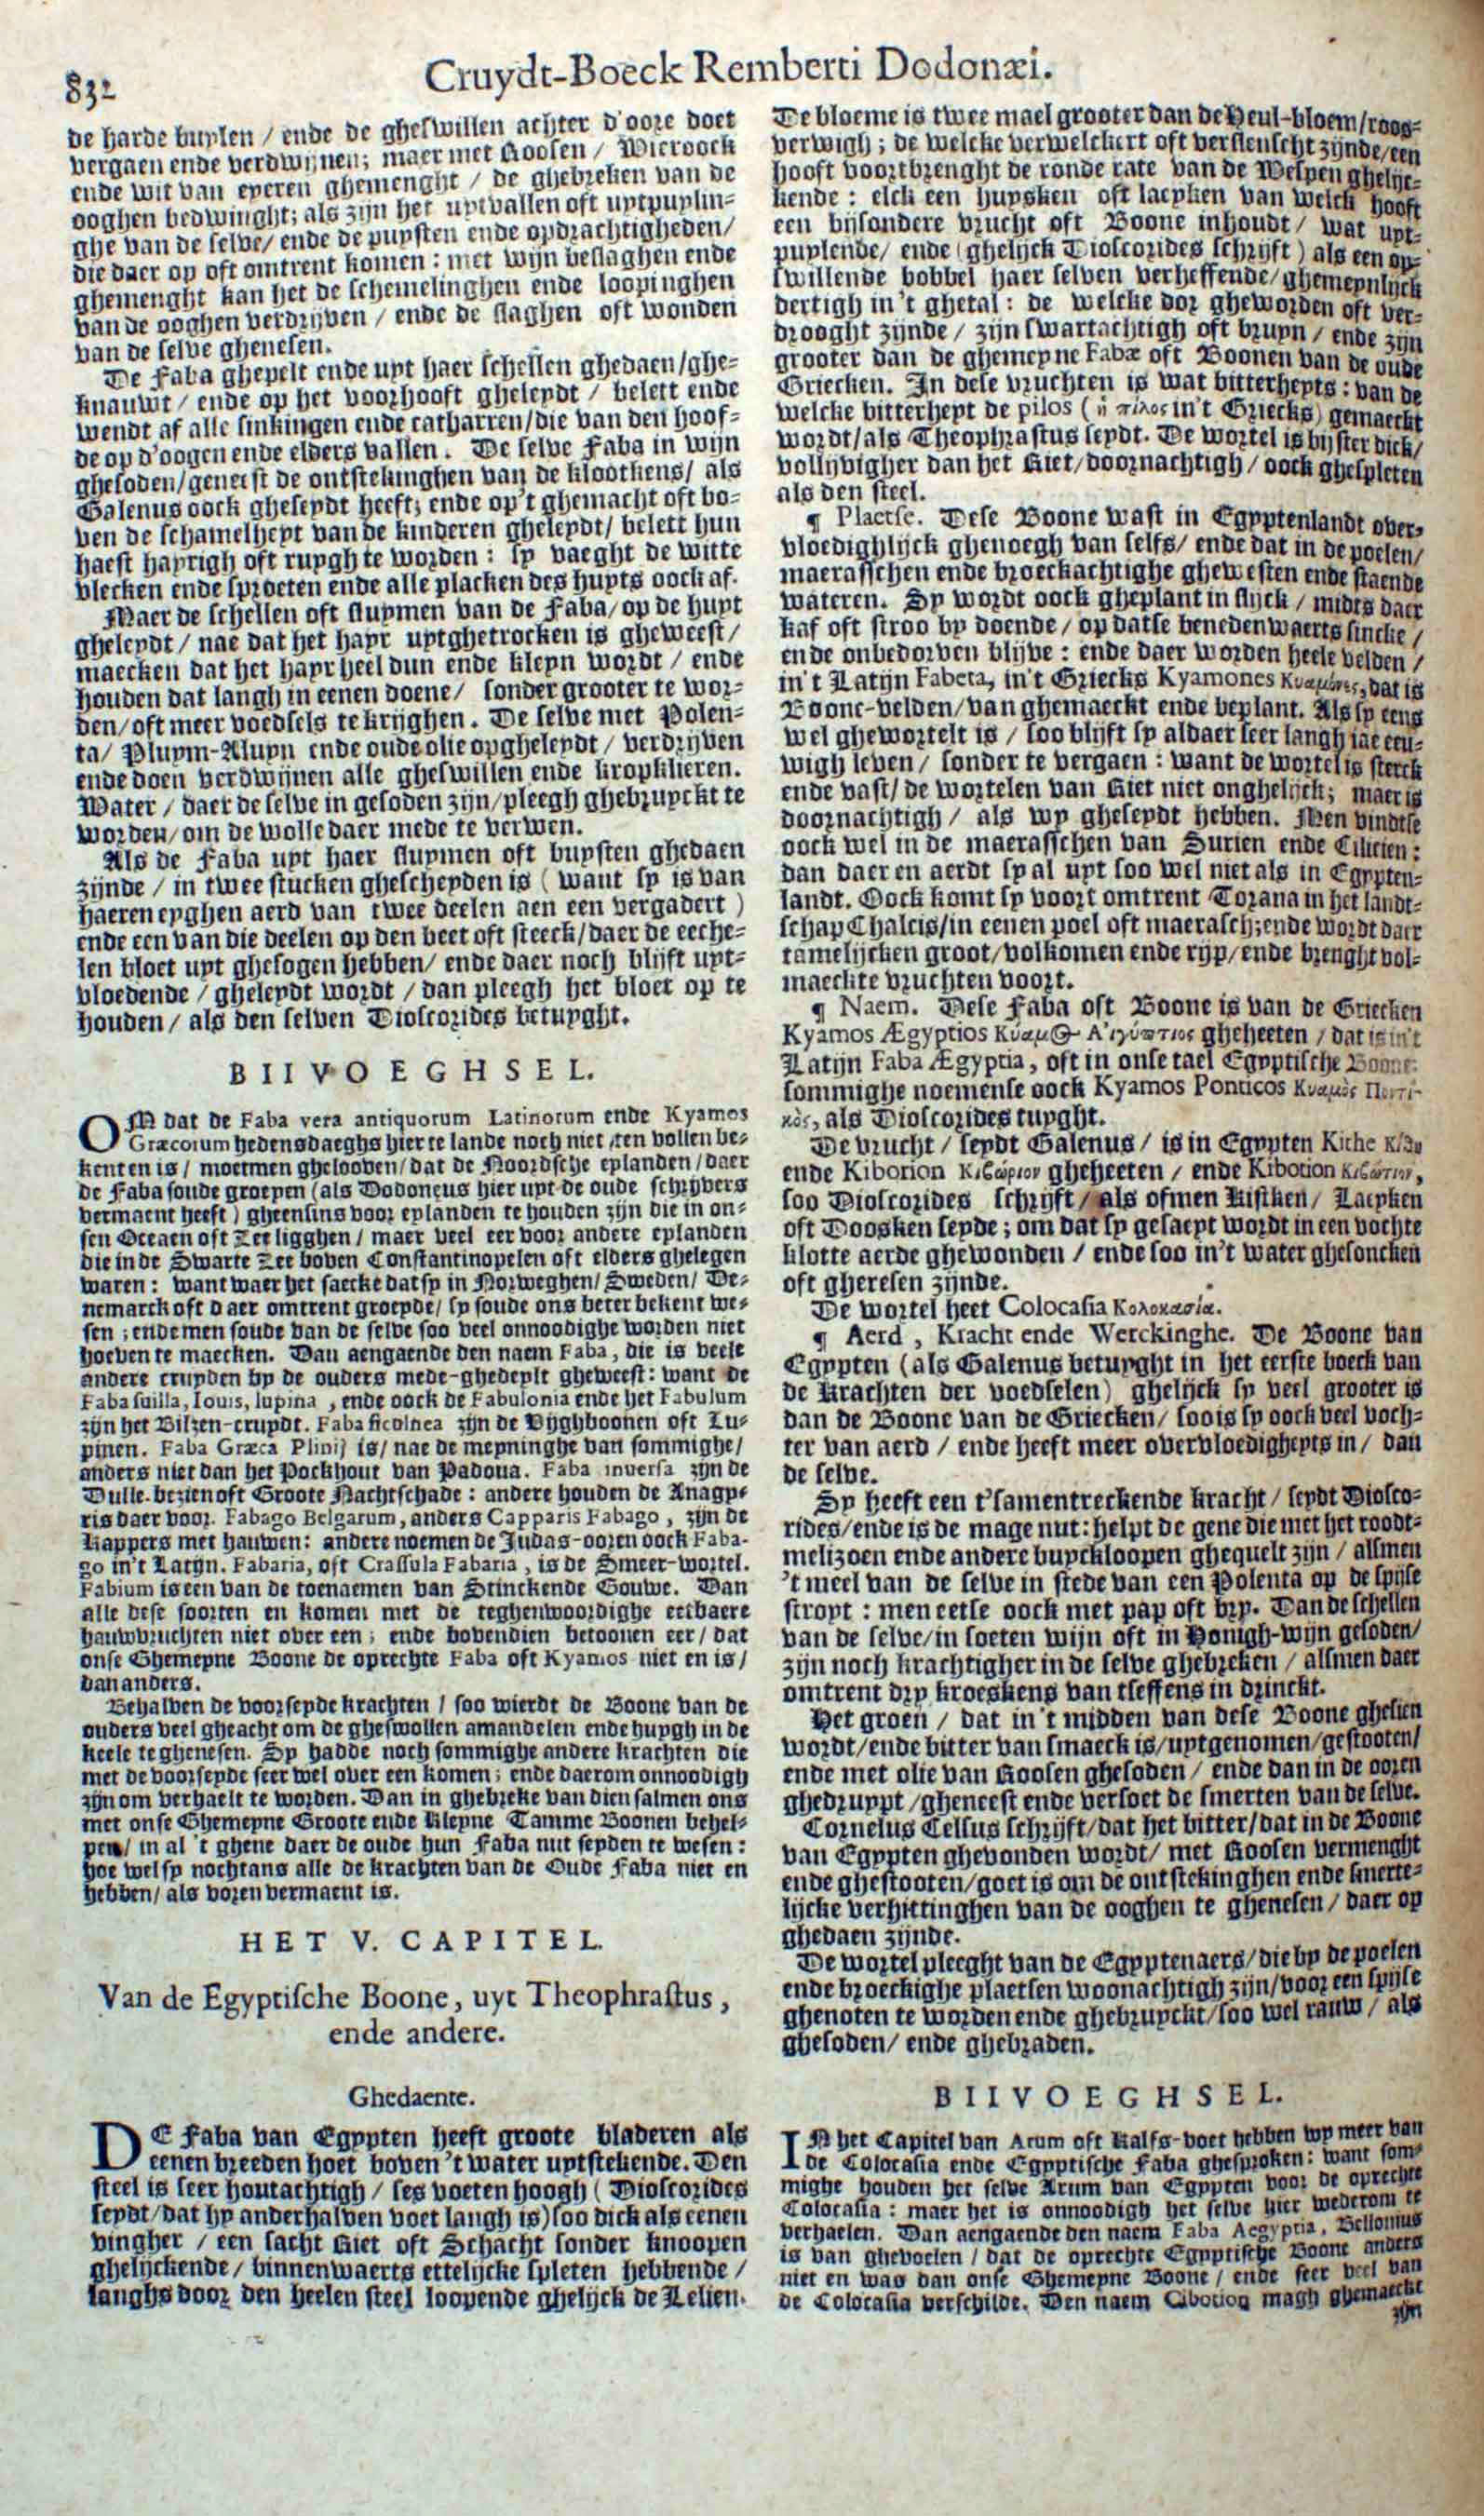 832
Cruydt-Boeck Remberti Dodonæi.
de harde buylen / ende de gheswillen achter d'oore doet
vergaen ende verdwijnen; maer met Roosen / Wieroock
ende wit van eyeren ghemenght / de ghebreken van de
ooghen bedwinght; als zijn het uytvallen oft uytpuylin-
ghe van de selve/ ende de puysten ende opdrachtigheden/
die daer op oft omtrent komen: met wijn beslaghen ende
ghemenght kan het de schemelinghen ende loopinghen
van de ooghen verdrijven / ende de slaghen oft wonden
van de selve ghenesen.
De Faba ghepelt ende uyt haer schellen ghedaen/ghe-
knauwt / ende op het voorhooft gheleydt / belett ende
wendt af alle sinkingen ende catharren/die van den hoof-
de op d'oogen ende elders vallen. De selve Faba in wijn
ghesoden/geneest de ontstekinghen van de kloothens/ als
Galenus oock gheseydt heeft; ende op't ghemacht oft bo-
ven de schamelheyt van de kinderen gheleydt/ belett hun
haest hayrigh oft ruygh te worden: sy vaeght de witte
vlecken ende sproeten ende alle placken des huyts oock af.
Maer de schellen oft sluymen van de Faba/ op de huyt
gheleydt / nae dat het hayr uytghetrocken is gheweest/
maecken dat het hayr heel dun ende kleyn wordt / ende
houden dat langh in eenen doene/ sonder grooter te wor-
den/oft meer voedsels te krijghen. De selve met Polen-
ta/ Pluym-Aluyn ende oude olie opgheleydt / verdrijven
ende doen verdwijnen alle gheswillen ende kropklieren.
Water / daer de selve in gesoden zijn/pleegh ghebruyckt te
worden/om de wolle daer mede te verwen.
Als de Faba uyt haer sluymen oft buysten ghedaen
zijnde / in twee stucken ghescheyden is ( want sy is van
haeren eyghen aerd van twee deelen aen een vergadert )
ende een van die deelen op den beet oft steeck/daer de eeche-
len bloet uyt ghesogen hebben/ ende daer noch blijft uyt-
vloedende / gheleydt wordt / dan pleegh het bloet op te
houden / als den selven Dioscorides betuyght.
BIIVOEGHSEL.
OM dat de Faba vera antiquorum Latinorum ende Kyamos
Græcorum hedensdaeghs hier te lande noch niet ten vollen be-
kent en is / moetmen ghelooven/ dat de Noordsche eylanden / daer
de Faba soude groeyen (als Dodoneus hier uyt de oude schrijvers
vermaent heeft ) gheensins voor eylanden te houden zijn die in on-
sen Oceaen oft Zee ligghen / maer veel eer voor andere eylanden
die in de Swarte Zee boven Constantinopelen oft elders ghelegen
waren: want waer het saecke dat sy in Norweghen/ Sweden/ De-
nemarck oft daer omtrent groeyde/ sy soude ons beter bekent we-
sen; ende men soude van de selve soo veel onnoodighe worden niet
hoeven te maecken. Dan aengaende den naem Faba, die is veele
andere cruyden by de ouders mede-ghedeylt gheweest: want de
Faba suilla, Iouis, lupina , ende oock de Fabulonia ende het Fabulum
zijn het Bilzen-cruydt. Faba ficolnea zijn de Vijghboonen oft Lu-
pinen. Faba Græca Plinij is/ nae de meyninghe van sommighe/
anders niet dan het Pockhout van Padoua. Faba inversa zijn de
Dulle-bezien oft Groote Nachtschade: andere houden de Anagy-
ris daer voor. Fabago Belgarum, anders Capparis Fabago , zijn de
Kappers met hauwen: andere noemen de Judas-ooren oock Faba-
go in't Latijn. Fabaria, oft Crassula Fabaria , is de Smeer-wortel.
Fabium is een van de toenaemen van Stinckende Gouwe. Dan
alle dese soorten en komen met de teghenwoordighe eetbaere
hauwvruchten niet over een; ende bovendien betoonen eer/ dat
onse Ghemeyne Boone de oprechte Faba oft Kyamos niet en is/
dan anders.
Behalven de voorseyde krachten / soo wierdt de Boone van de
ouders veel gheacht om de gheswollen amandelen ende huygh in de
keele te ghenesen. Sy hadde noch sommighe andere krachten die
met de voorseyde seer wel over een komen; ende daerom onnoodigh
zijn om verhaelt te worden. Dan in ghebreke van dien salmen ons
met onse Ghemeyne Groote ende Kleyne Tamme Boonen behel-
pen/ in al 't ghene daer de oude hun Faba nut seyden te wesen:
hoe wel sy nochtans alle de krachten van de Oude Faba niet en
hebben/ als voren vermaent is.
HET V. CAPITEL.
Van de Egyptische Boone, uyt Theophrastus,
ende andere.
Ghedaente.
DE Faba van Egypten heeft groote bladeren als
eenen breeden hoet boven 't water uytstekende. Den
steel is seer houtachtigh / ses voeten hoogh ( Dioscorides
seydt/dat hy anderhalven voet langh is) soo dick als eenen
vingher / een sacht Riet oft Schacht sonder knoopen
ghelijckende / binnenwaerts ettelijcke spleten hebbende /
langhs door den heelen steel loopende ghelijck de Lelien.
De bloeme is twee mael grooter dan de Heul-bloem/roos-
verwigh; de welcke verwelckert oft verslenscht zijnde/een
hooft voortbrenght de ronde rate van de Wespen ghelijc-
kende: elck een huysken oft laeyken van welck hooft
een bijsondere vrucht oft Boone inhoudt / wat uyt-
puylende/ ende (ghelijck Dioscorides schrijft ) als een op-
swillende bobbel haer selven verheffende/ghemeynlijck
dertigh in 't ghetal: de welcke dor gheworden oft ver-
drooght zijnde / zijn swartachtigh oft bruyn / ende zijn
grooter dan de ghemeyne Fabæ oft Boonen van de oude
Griecken. In dese vruchten is wat bitterheyts: van de
welche bitterheyt de pilos ( ἡ πῖλος in't Griecks) gemaeckt
wordt/als Theophrastus seydt. De wortel is bijster dick/
vollijvigher dan het Riet/doornachtigh/oock ghespleten
als den steel.
¶ Plaetse. Dese Boone wast in Egyptenlandt over-
vloedighlijck ghenoegh van selfs/ ende dat in de poelen/
maerasschen ende broeckachtighe ghewesten ende staende
wateren. Sy wordt oock gheplant in slijck / midts daer
kaf oft stroo by doende/ op datse benedenwaerts sincke/
ende onbedorven blijve: ende daer worden heele velden/
in't Latijn Fabeta, in't Griecks Kyamones Κυαμῶνες, dat is
Boone-velden/van ghemaeckt ende beplant. Als sy eens
wel ghewortelt is / soo blijft sy aldaer seer langh jae eeu-
wigh leven/ sonder te vergaen: want de wortel is sterck
ende vast/ de wortelen van Riet niet onghelijck; maer is
doornachtigh/ als wy gheseydt hebben. Men vindtse
oock wel in de maerasschen van Surien ende Cilicien:
dan daer en aerdt sy al uyt soo wel niet als in Egypten-
landt. Oock komt sy voort omtrent Torana in het landt-
schap Chalcis/in eenen poel oft maerasch; ende wordt daer
tamelijcken groot/volkomen ende ryp/ende brenght vol-
maeckte vruchten voort.
¶ Naem. Dese Faba oft Boone is van de Griecken
Kyamos Ægyptios Κύαμος Αἰγύπτιος gheheeten / dat is in't
Latijn Faba Ægyptia, oft in onse tael Egyptische Boone:
sommighe noemense oock Kyamos Ponticos Κυαμὸς Ποντι-
κὸς, als Dioscorides tuyght.
De vrucht / seydt Galenus / is in Egypten Kithe
ende Kiborion Κιβώριον gheheeten / ende Kibotion Κιβώτιον,
soo Dioscorides schrijft/ als ofmen Kistken/ Laeyken
oft Doosken seyde; om dat sy gesaeyt wordt in een vochte
klotte aerde ghewonden / ende soo in't water ghesoncken
oft gheresen zijnde.
De wortel heet Colocasia Κολοκασία.
¶ Aerd, Kracht ende Werckinghe. De Boone van
Egypten (als Galenus betuyght in het eerste boeck van
de Krachten der voedselen) ghelijck sy veel grooter is
dan de Boone van de Griecken/ soo is sy oock veel voch-
ter van aerd / ende heeft meer overvloedigheyts in/ dan
de selve.
Sy heeft een t'samentreckende kracht / seydt Diosco-
rides/ende is de mage nut: helpt de gene die met het roodt-
melizoen ende andere buyckloopen ghequelt zijn / alsmen
't meel van de selve in stede van een Polenta op de spijse
stroyt: men eetse oock met pap oft bry. Dan de schellen
van de selve/in soeten wijn oft in Honigh-wijn gesoden/
zijn noch krachtigher in de selve ghebreken / alsmen daer
omtrent dry kroeskens van tseffens in drinckt.
Het groen / dat in 't midden van dese Boone ghesien
wordt/ende bitter van smaeck is/uytgenomen/gestooten/
ende met olie van Roosen ghesoden / ende dan in de ooren
ghedruypt /gheneest ende versoet de smerten van de selve.
Cornelus Celsus schrijft/dat het bitter/dat in de Boone
van Egypten ghevonden wordt/ met Roosen vermenght
ende ghestooten/goet is om de ontstekinghen ende smerte-
lijcke verhittinghen van de ooghen te ghenesen/ daer op
ghedaen zijnde.
De wortel pleeght van de Egyptenaers/die by de poelen
ende broeckighe plaetsen woonachtigh zijn/voor een spijse
ghenoten te worden ende ghebruyckt/soo wel rauw / als
ghesoden/ ende ghebraden.
BIIVOEGHSEL.
IN het Capitel van Arum oft Kalfs-voet hebben wy meer van
de Colocasia ende Egyptische Faba ghesproken: want som-
mighe houden het selve Arum van Egypten voor de oprechte
Colocasia: maer het is onnoodigh het selve hier wederom te
verhaelen. Dan aengaende den naem Faba Aegyptia, Bellonius
is van ghevoelen / dat de oprechte Egyptische Boone anders
niet en was dan onse Ghemeyne Boone / ende seer veel van
de Colocasia verschilde. Den naem Ciborion magh ghemaeckt
zijn